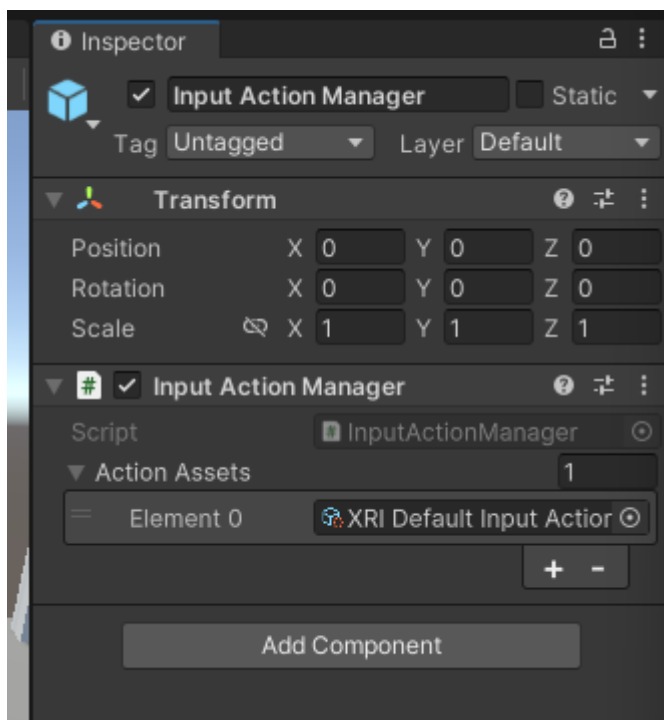 Inspector
Input Action Manager Static
Tag Untagged Layer Default
Transform
Position X 0 Y 0 Z 0
Rotation X 0 Y 0 Z 0
Scale X 1 Y 1 Z 1
# Input Action Manager
Script # InputActionManager
Action Assets 1
Element 0 XRI Default Input Action
+ -
Add Component